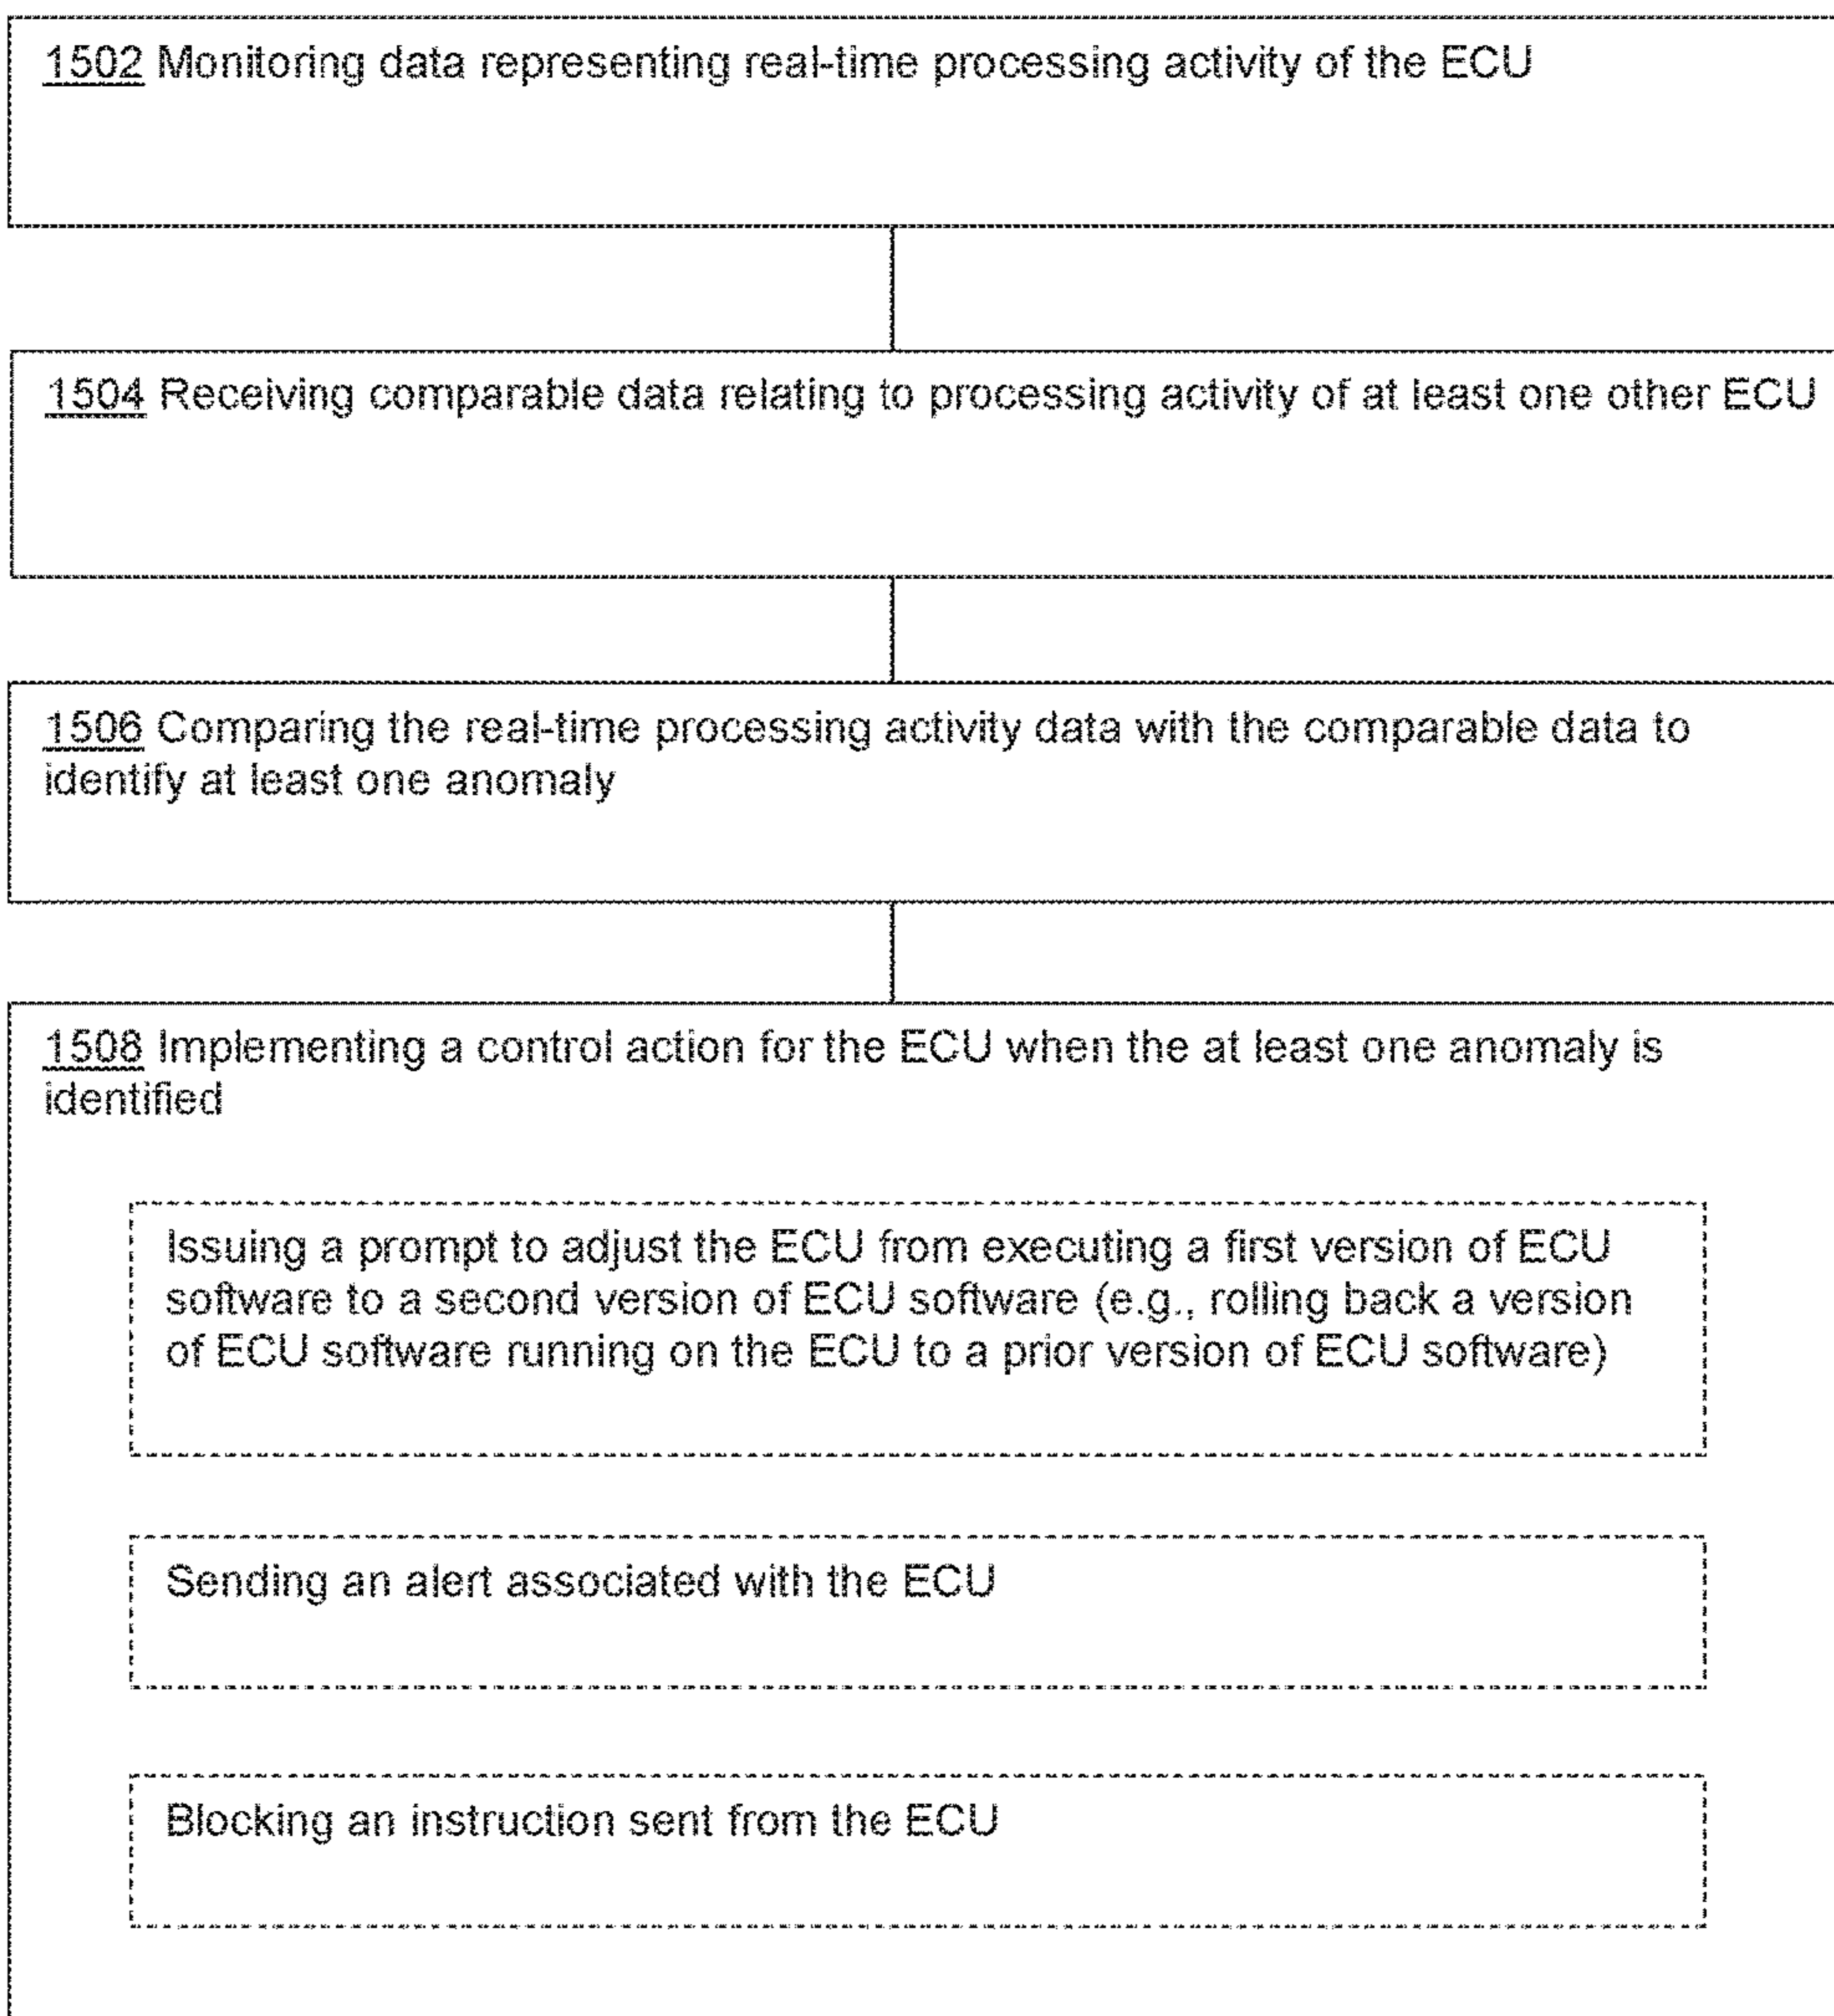 1502 Monitoring data representing real-time processing activity of the ECU
1504 Receiving comparable data relating to processing activity of at least one other ECU
1506 Comparing the real-time processing activity data with the comparable data to
identify at least one anomaly
1508 Implementing a control action for the ECU when the at least one anomaly is
identified
Issuing a prompt to adjust the ECU from executing a first version of ECU
software to a second version of ECU software (e.g., rolling back a version
of ECU software running on the ECU to a prior version of ECU software)
Sending an alert associated with the ECU
Blocking an instruction sent from the ECU